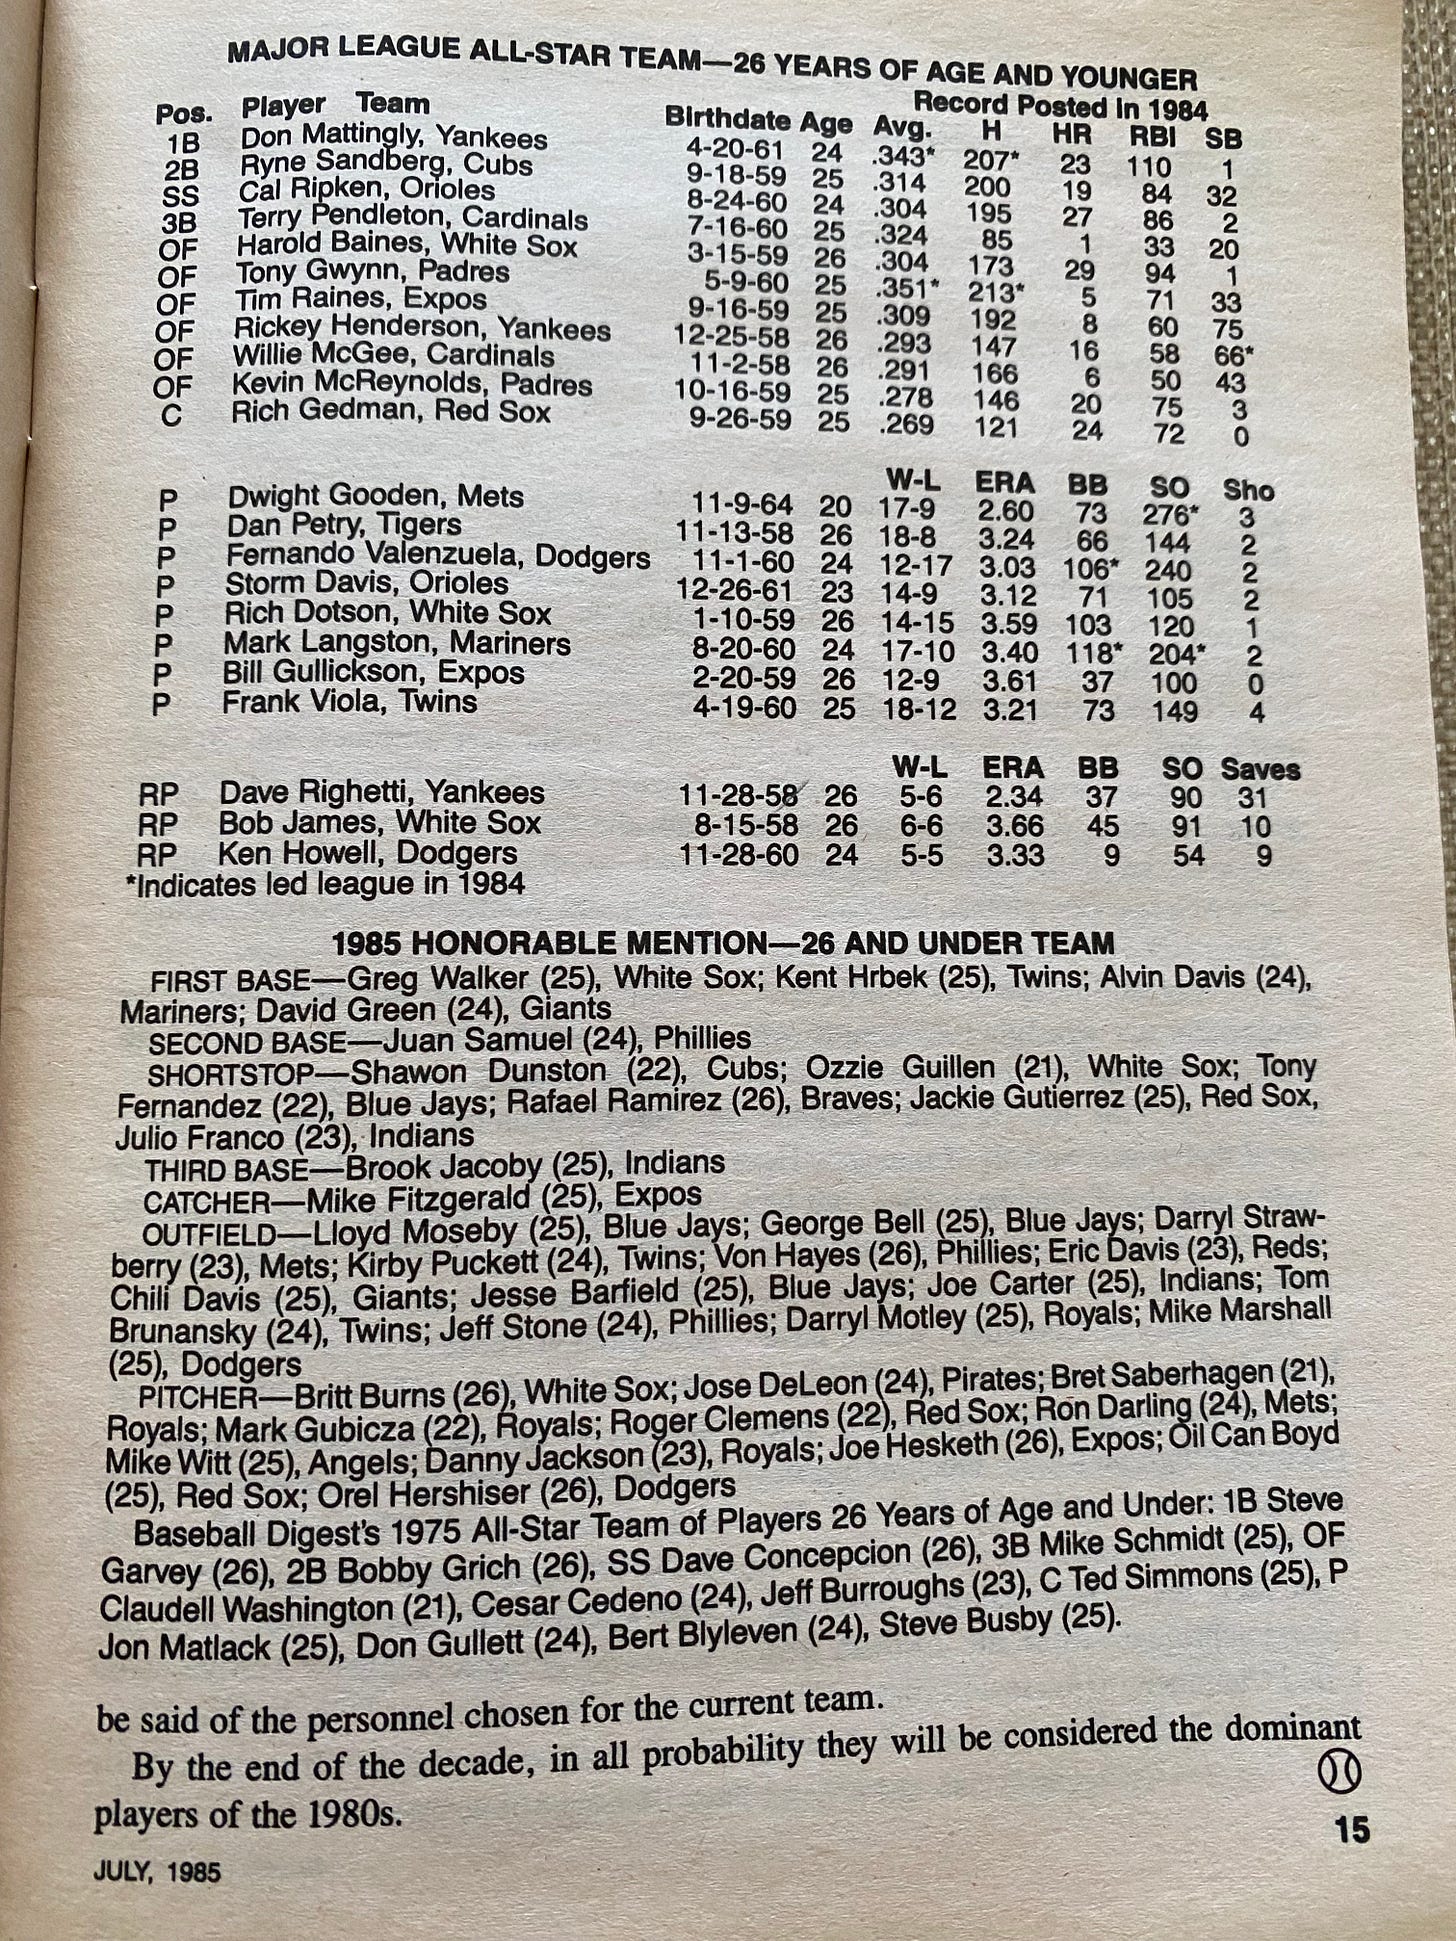 MAJOR LEAGUE ALL-STAR TEAM—26 YEARS OF AGE AND YOUNGER
Record Posted in 1984
Pos. Player Team Birthdate Age Avg. H HR RBI SB
1B Don Mattingly, Yankees 4-20-61 24 .343* 207* 23 110 1
2B Ryne Sandberg, Cubs 9-18-59 25 .314 200 19 84 32
SS Cal Ripken, Orioles 8-24-60 24 .304 195 27 86 2
3B Terry Pendleton, Cardinals 7-16-60 25 .324 85 1 33 20
OF Harold Baines, White Sox 3-15-59 26 .304 173 29 94 1
OF Tony Gwynn, Padres 5-9-60 25 .351* 213* 5 71 33
OF Tim Raines, Expos 9-16-59 25 .309 192 8 60 75
OF Rickey Henderson, Yankees 12-25-58 26 .293 147 16 58 66*
OF Willie McGee, Cardinals 11-2-58 26 .291 166 6 50 43
OF Kevin McReynolds, Padres 10-16-59 25 .278 146 20 75 3
C Rich Gedman, Red Sox 9-26-59 25 .269 121 24 72 0
W-L ERA BB SO Sho
P Dwight Gooden, Mets 11-9-64 20 17-9 2.60 73 276* 3
P Dan Petry, Tigers 11-13-58 26 18-8 3.24 66 144 2
P Fernando Valenzuela, Dodgers 11-1-60 24 12-17 3.03 106* 240 2
P Storm Davis, Orioles 12-26-61 23 14-9 3.12 71 105 2
P Rich Dotson, White Sox 1-10-59 26 14-15 3.59 103 120 1
P Mark Langston, Mariners 8-20-60 24 17-10 3.40 118* 204* 2
P Bill Gullickson, Expos 2-20-59 26 12-9 3.61 37 100 0
P Frank Viola, Twins 4-19-60 25 18-12 3.21 73 149 4
W-L ERA BB SO Saves
RP Dave Righetti, Yankees 11-28-58 26 5-6 2.34 37 90 31
RP Bob James, White Sox 8-15-58 26 6-6 3.66 45 91 10
RP Ken Howell, Dodgers 11-28-60 24 5-5 3.33 9 54 9
*Indicates led league in 1984
1985 HONORABLE MENTION—26 AND UNDER TEAM
FIRST BASE—Greg Walker (25), White Sox; Kent Hrbek (25), Twins; Alvin Davis (24),
Mariners; David Green (24), Giants
SECOND BASE—Juan Samuel (24), Phillies
SHORTSTOP—Shawon Dunston (22), Cubs; Ozzie Guillen (21), White Sox; Tony
Fernandez (22), Blue Jays; Rafael Ramirez (26), Braves; Jackie Gutierrez (25), Red Sox,
Julio Franco (23), Indians
THIRD BASE—Brook Jacoby (25), Indians
CATCHER—Mike Fitzgerald (25), Expos
OUTFIELD—Lloyd Moseby (25), Blue Jays; George Bell (25), Blue Jays; Darryl Straw-
berry (23), Mets; Kirby Puckett (24), Twins; Von Hayes (26), Phillies; Eric Davis (23), Reds;
Chili Davis (25), Giants; Jesse Barfield (25), Blue Jays; Joe Carter (25), Indians; Tom
Brunansky (24), Twins; Jeff Stone (24), Phillies; Darryl Motley (25), Royals; Mike Marshall
(25), Dodgers
PITCHER—Britt Burns (26), White Sox; Jose DeLeon (24), Pirates; Bret Saberhagen (21),
Royals; Mark Gubicza (22), Royals; Roger Clemens (22), Red Sox; Ron Darling (24), Mets;
Mike Witt (25), Angels; Danny Jackson (23), Royals; Joe Hesketh (26), Expos; Oil Can Boyd
(25), Red Sox; Orel Hershiser (26), Dodgers
Baseball Digest's 1975 All-Star Team of Players 26 Years of Age and Under: 1B Steve
Garvey (26), 2B Bobby Grich (26), SS Dave Concepcion (26), 3B Mike Schmidt (25), OF
Claudell Washington (21), Cesar Cedeno (24), Jeff Burroughs (23), C Ted Simmons (25), P
Jon Matlack (25), Don Gullett (24), Bert Blyleven (24), Steve Busby (25).
be said of the personnel chosen for the current team.
By the end of the decade, in all probability they will be considered the dominant
players of the 1980s.
15
JULY, 1985